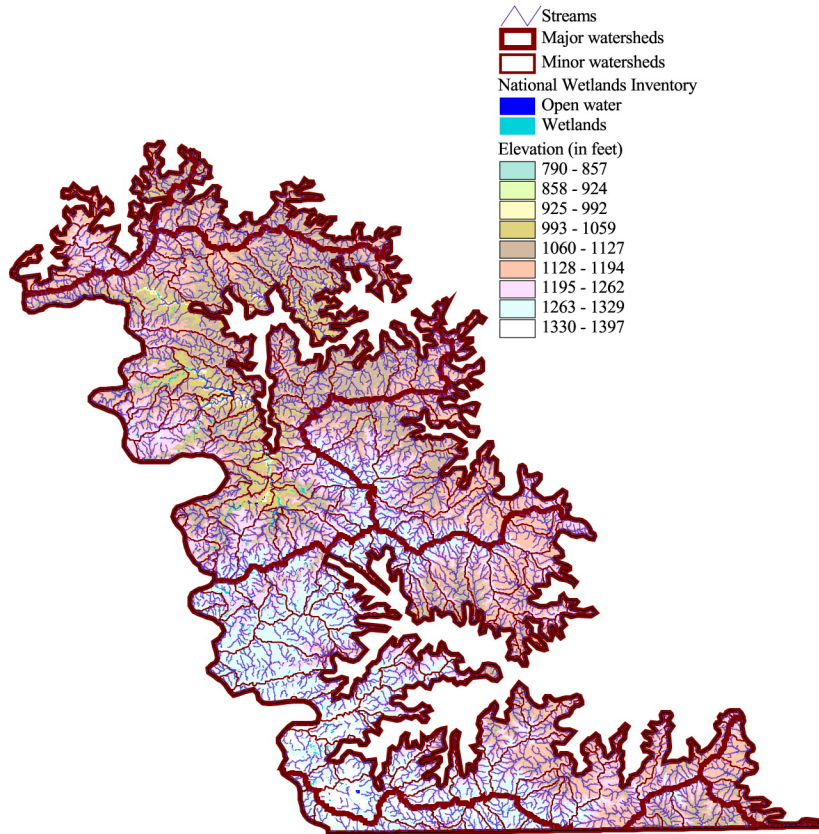 Streams
Major watersheds
Minor watersheds
National Wetlands Inventory
Open water
Wetlands
Elevation (in feet)
790 - 857
858 - 924
925 - 992
993 - 1059
1060 - 1127
1128 - 1194
1195 - 1262
1263 - 1329
1330 - 1397